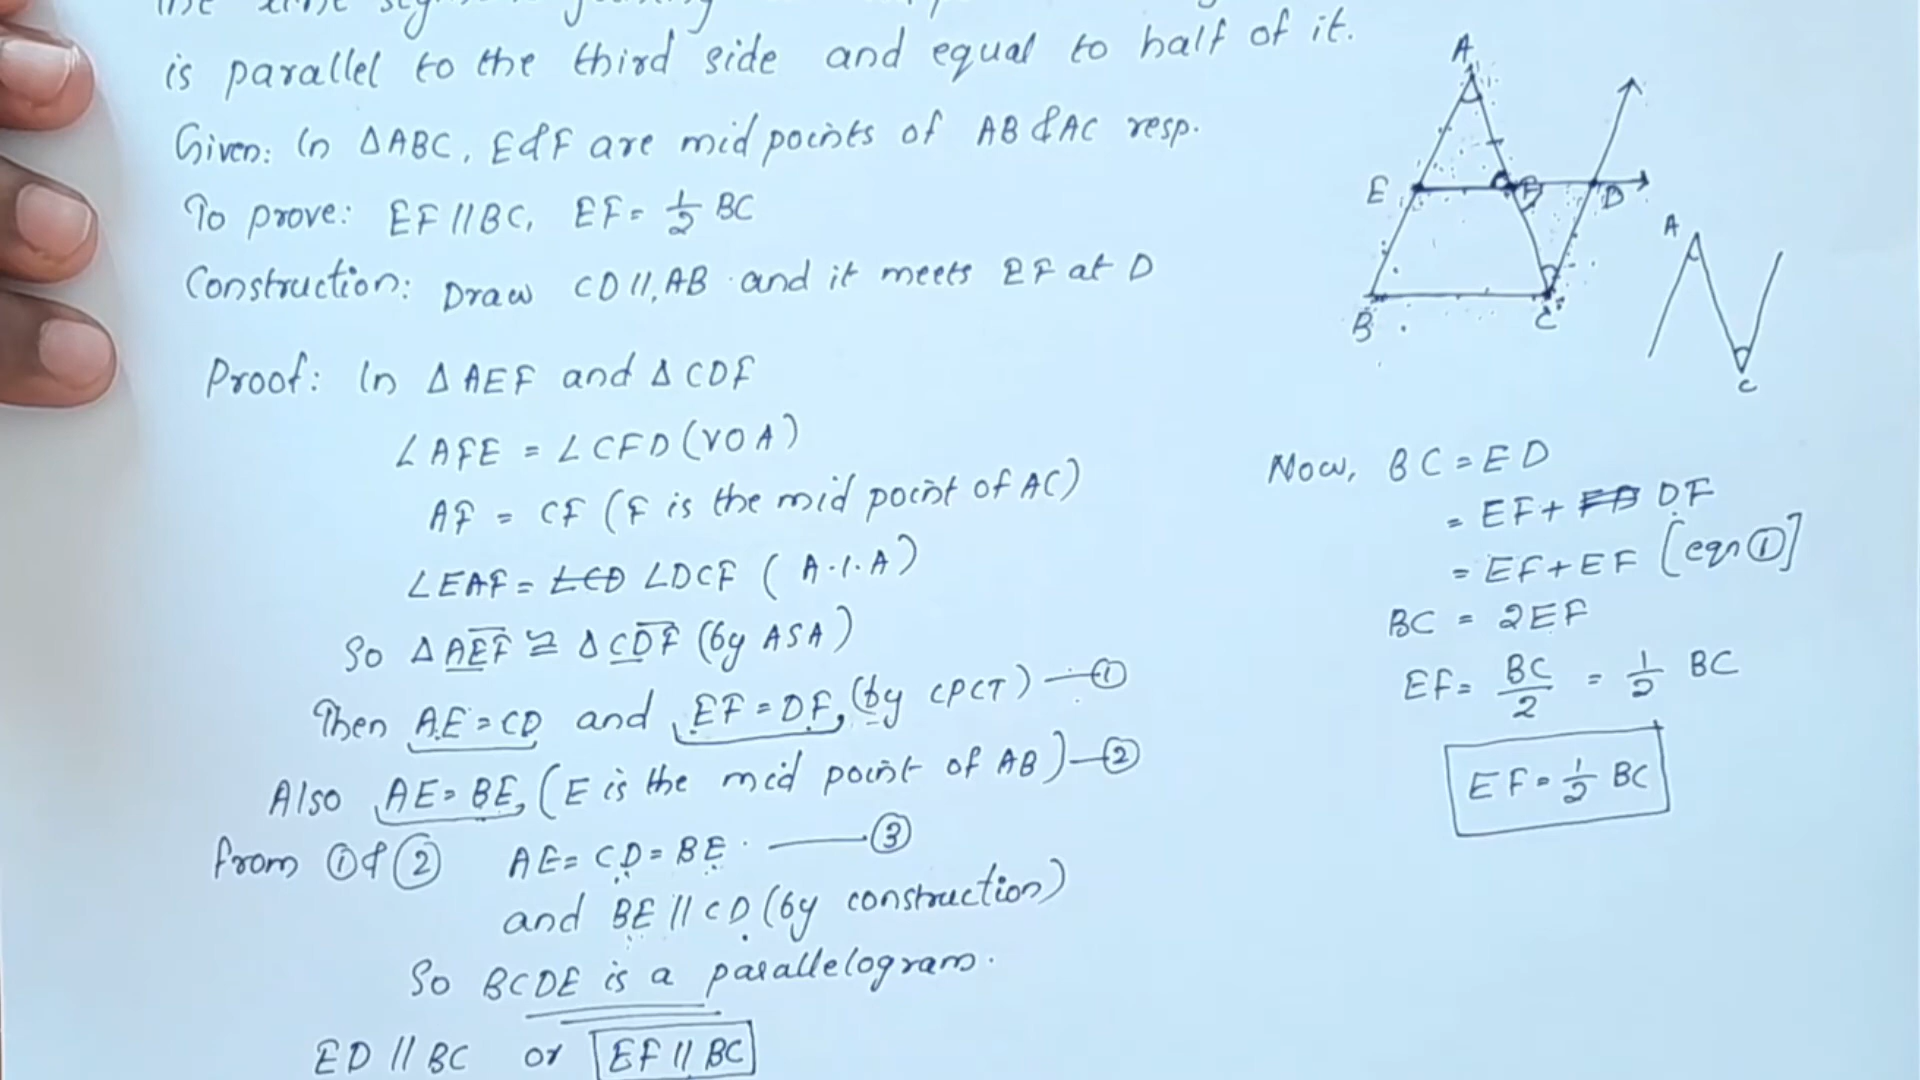 is parallel to the third side and equal to half of it.
Given: In ΔABC, E & F are mid points of AB & AC resp.
To prove: EF // BC, EF = 1/2 BC
Construction: Draw CD //, AB and it meets EF at D
Proof: In Δ AEF and Δ CDF
∠AFE = ∠CFD (VOA)
AF = CF (F is the mid point of AC)
∠EAF = ∠CD ∠DCF ( A.I.A)
So Δ AEF ≅ Δ CDF (by ASA)
Then AE = CD and EF = DF, (by CPCT) — ①
Also AE = BE, (E is the mid point of AB) — ②
from ① & ② AE = CD = BE. — ③
and BE // CD (by construction)
So BCDE is a parallelogram.
ED // BC or EF // BC
A
E
F
D
B
C
A
C
Now, BC = ED
= EF + FD DF
= EF + EF [eqn ①]
BC = 2EF
EF = BC/2 = 1/2 BC
EF = 1/2 BC